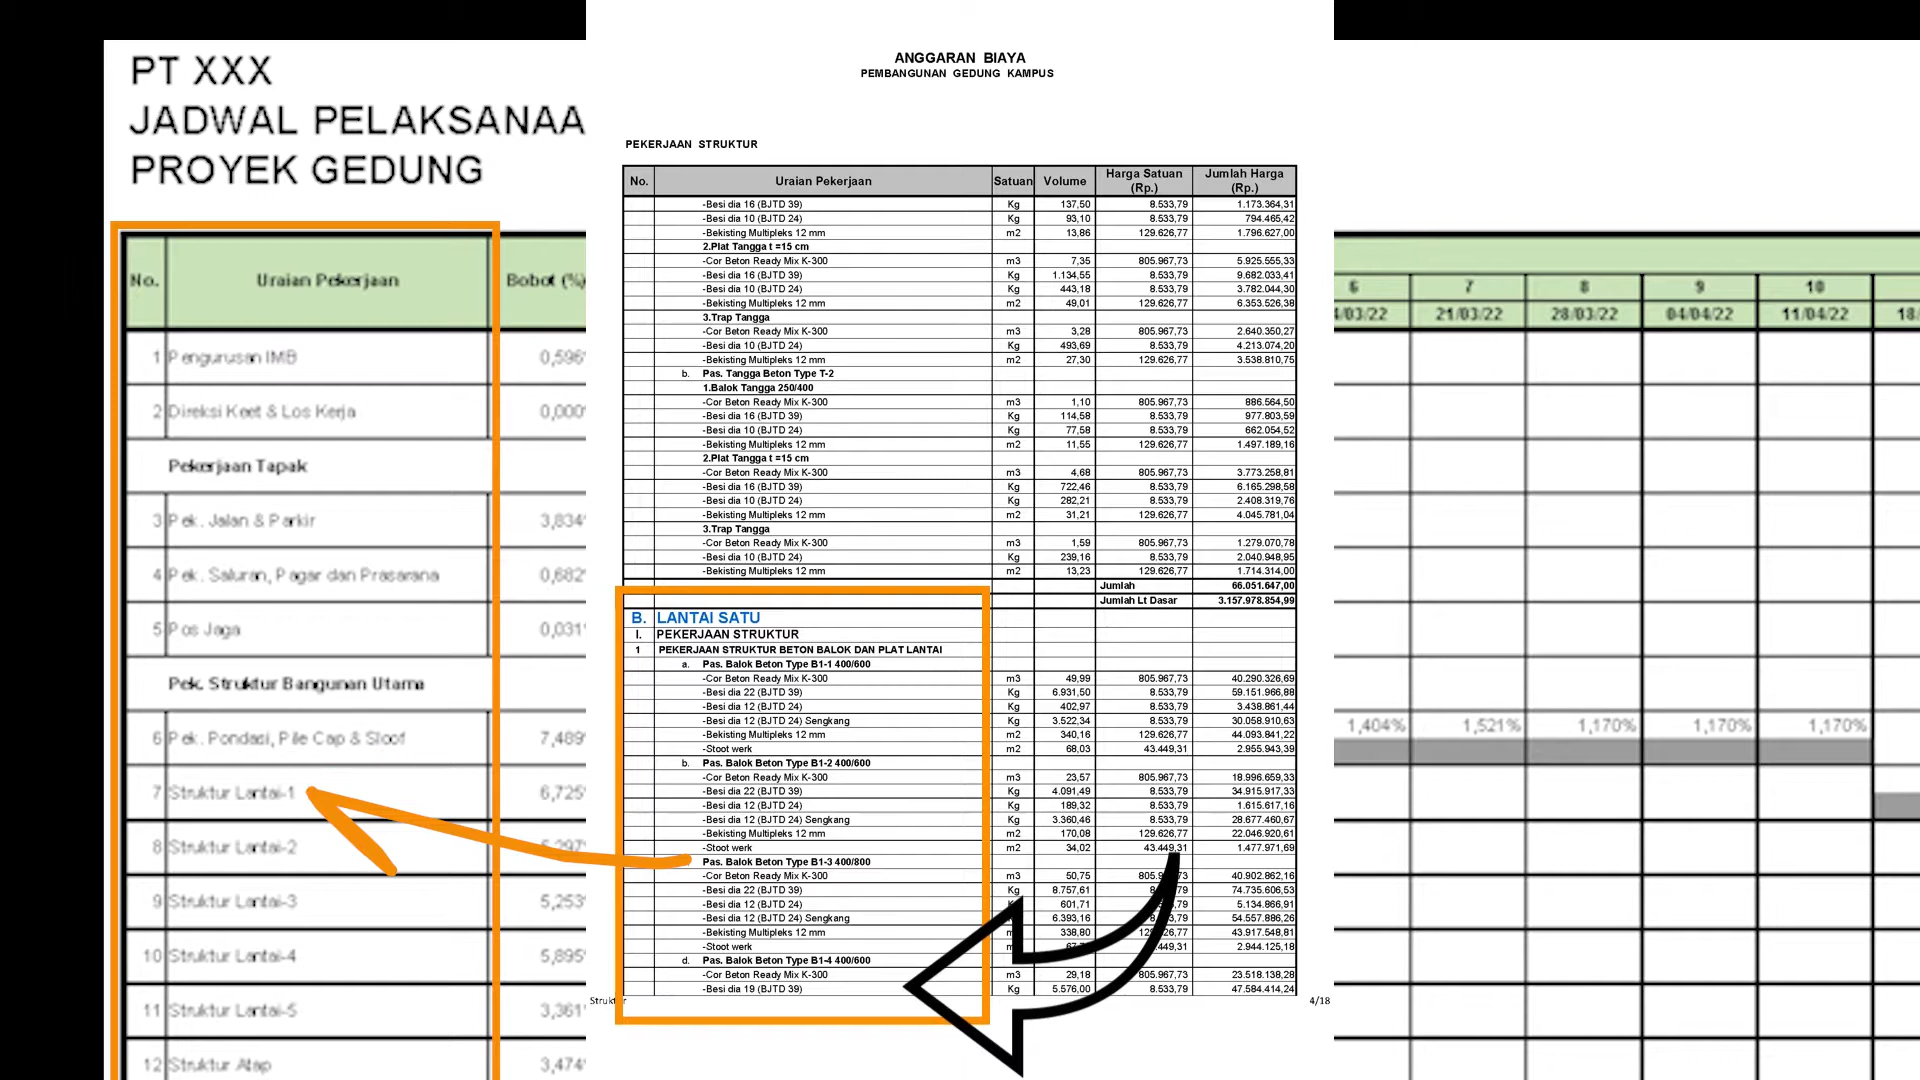 PT XXX
JADWAL PELAKSANAA
PROYEK GEDUNG
No. Uraian Pekerjaan Bobot (%)
1 Pengurusan IMB 0,596
2 Direksi Keet & Los Kerja 0,000
Pekerjaan Tapak
3 Pek. Jalan & Parkir 3,834
4 Pek. Saluran, Pagar dan Prasarana 0,682
5 Pos Jaga 0,031
Pek. Struktur Bangunan Utama
6 Pek. Pondasi, Pile Cap & Sloof 7,489
7 Struktur Lantai-1 6,725
8 Struktur Lantai-2 5,297
9 Struktur Lantai-3 5,253
10 Struktur Lantai-4 5,895
11 Struktur Lantai-5 3,361
12 Struktur Atap 3,474
ANGGARAN BIAYA
PEMBANGUNAN GEDUNG KAMPUS
PEKERJAAN STRUKTUR
No. Uraian Pekerjaan Satuan Volume Harga Satuan (Rp.) Jumlah Harga (Rp.)
-Besi dia 16 (BJTD 39) Kg 137,50 8.533,79 1.173.364,31
-Besi dia 10 (BJTD 24) Kg 93,10 8.533,79 794.465,42
-Bekisting Multipleks 12 mm m2 13,86 129.626,77 1.796.627,00
2.Plat Tangga t =15 cm
-Cor Beton Ready Mix K-300 m3 7,35 805.967,73 5.925.555,33
-Besi dia 16 (BJTD 39) Kg 1.134,55 8.533,79 9.682.033,41
-Besi dia 10 (BJTD 24) Kg 443,18 8.533,79 3.782.044,30
-Bekisting Multipleks 12 mm m2 49,01 129.626,77 6.353.526,38
3.Trap Tangga
-Cor Beton Ready Mix K-300 m3 3,28 805.967,73 2.640.350,27
-Besi dia 10 (BJTD 24) Kg 493,69 8.533,79 4.213.074,20
-Bekisting Multipleks 12 mm m2 27,30 129.626,77 3.538.810,75
b. Pas. Tangga Beton Type T-2
1.Balok Tangga 250/400
-Cor Beton Ready Mix K-300 m3 1,10 805.967,73 886.564,50
-Besi dia 16 (BJTD 39) Kg 114,58 8.533,79 977.803,59
-Besi dia 10 (BJTD 24) Kg 77,58 8.533,79 662.054,52
-Bekisting Multipleks 12 mm m2 11,55 129.626,77 1.497.189,16
2.Plat Tangga t =15 cm
-Cor Beton Ready Mix K-300 m3 4,68 805.967,73 3.773.258,81
-Besi dia 16 (BJTD 39) Kg 722,46 8.533,79 6.165.298,58
-Besi dia 10 (BJTD 24) Kg 282,21 8.533,79 2.408.319,76
-Bekisting Multipleks 12 mm m2 31,21 129.626,77 4.045.781,04
3.Trap Tangga
-Cor Beton Ready Mix K-300 m3 1,59 805.967,73 1.279.070,78
-Besi dia 10 (BJTD 24) Kg 239,16 8.533,79 2.040.948,95
-Bekisting Multipleks 12 mm m2 13,23 129.626,77 1.714.314,00
Jumlah 66.051.647,00
Jumlah Lt Dasar 3.157.978.854,99
B. LANTAI SATU
I. PEKERJAAN STRUKTUR
1 PEKERJAAN STRUKTUR BETON BALOK DAN PLAT LANTAI
a. Pas. Balok Beton Type B1-1 400/600
-Cor Beton Ready Mix K-300 m3 49,99 805.967,73 40.290.326,69
-Besi dia 22 (BJTD 39) Kg 6.931,50 8.533,79 59.151.966,88
-Besi dia 12 (BJTD 24) Kg 402,97 8.533,79 3.438.861,44
-Besi dia 12 (BJTD 24) Sengkang Kg 3.522,34 8.533,79 30.058.910,63
-Bekisting Multipleks 12 mm m2 340,16 129.626,77 44.093.841,22
-Stoot werk m2 68,03 43.449,31 2.955.943,39
b. Pas. Balok Beton Type B1-2 400/600
-Cor Beton Ready Mix K-300 m3 23,57 805.967,73 18.996.659,33
-Besi dia 22 (BJTD 39) Kg 4.091,49 8.533,79 34.915.917,33
-Besi dia 12 (BJTD 24) Kg 189,32 8.533,79 1.615.617,16
-Besi dia 12 (BJTD 24) Sengkang Kg 3.360,46 8.533,79 28.677.460,67
-Bekisting Multipleks 12 mm m2 170,08 129.626,77 22.046.920,61
-Stoot werk m2 34,02 43.449,31 1.477.971,69
Pas. Balok Beton Type B1-3 400/800
-Cor Beton Ready Mix K-300 m3 50,75 40.902.862,16
-Besi dia 22 (BJTD 39) Kg 8.757,61 74.735.606,53
-Besi dia 12 (BJTD 24) 601,71 5.134.866,91
-Besi dia 12 (BJTD 24) Sengkang 6.393,16 54.557.886,26
-Bekisting Multipleks 12 mm 338,80 43.917.548,81
-Stoot werk 2.944.125,18
d. Pas. Balok Beton Type B1-4 400/600
-Cor Beton Ready Mix K-300 m3 29,18 805.967,73 23.518.138,28
-Besi dia 19 (BJTD 39) Kg 5.576,00 8.533,79 47.584.414,24
Struktur 4/18
6 7 8 9 10
/03/22 21/03/22 28/03/22 04/04/22 11/04/22 18
1,404% 1,521% 1,170% 1,170% 1,170%